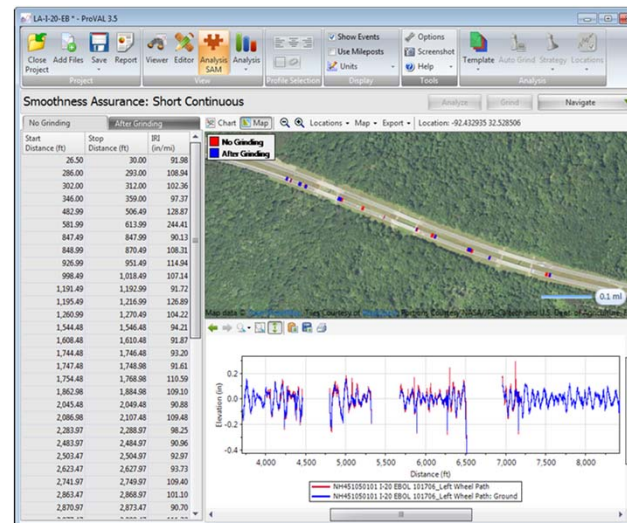 LA-I-20-EB * - ProVAL 3.5
Close Project
Add Files
Save
Report
Project
Viewer
Editor
Analysis SAM
Analysis
View
Profile Selection
Show Events
Use Mileposts
Units
Display
Options
Screenshot
Help
Tools
Template
Auto Grind
Strategy
Locations
Analysis
Smoothness Assurance: Short Continuous
Analyze
Grind
Navigate
No Grinding
After Grinding
Chart
Map
Locations
Map
Export
Location: -92.432935 32.528506
Start Distance (ft)
Stop Distance (ft)
IRI (in/mi)
26.50 30.00 91.98
286.00 293.00 108.94
302.00 312.00 102.36
346.00 359.00 97.37
482.99 506.49 128.87
581.99 613.99 244.41
847.49 847.99 90.13
848.99 870.49 108.31
926.99 951.49 114.94
998.49 1,018.49 107.14
1,191.49 1,192.99 91.72
1,195.49 1,216.99 126.89
1,260.99 1,270.49 104.22
1,544.48 1,546.48 94.21
1,608.48 1,610.48 91.87
1,744.48 1,746.48 93.20
1,747.48 1,748.98 91.61
1,754.48 1,768.98 110.59
1,862.98 1,884.98 109.10
2,045.48 2,049.48 90.88
2,086.98 2,107.48 109.48
2,283.97 2,288.97 98.25
2,483.97 2,484.97 90.96
2,503.47 2,504.97 92.97
2,623.47 2,627.97 93.73
2,741.97 2,749.97 109.40
2,863.47 2,868.97 101.10
2,870.97 2,873.97 90.70
No Grinding
After Grinding
0.1 mi
Map data ©
Tiles Courtesy of
Portions Courtesy NASA/JPL-Caltech and U.S. Dept. of Agriculture
Elevation (in)
0.2
0.0
-0.2
-0.4
4,000 4,500 5,000 5,500 6,000 6,500 7,000 7,500 8,000
Distance (ft)
NH451050101 I-20 EBOL 101706_Left Wheel Path
NH451050101 I-20 EBOL 101706_Left Wheel Path: Ground